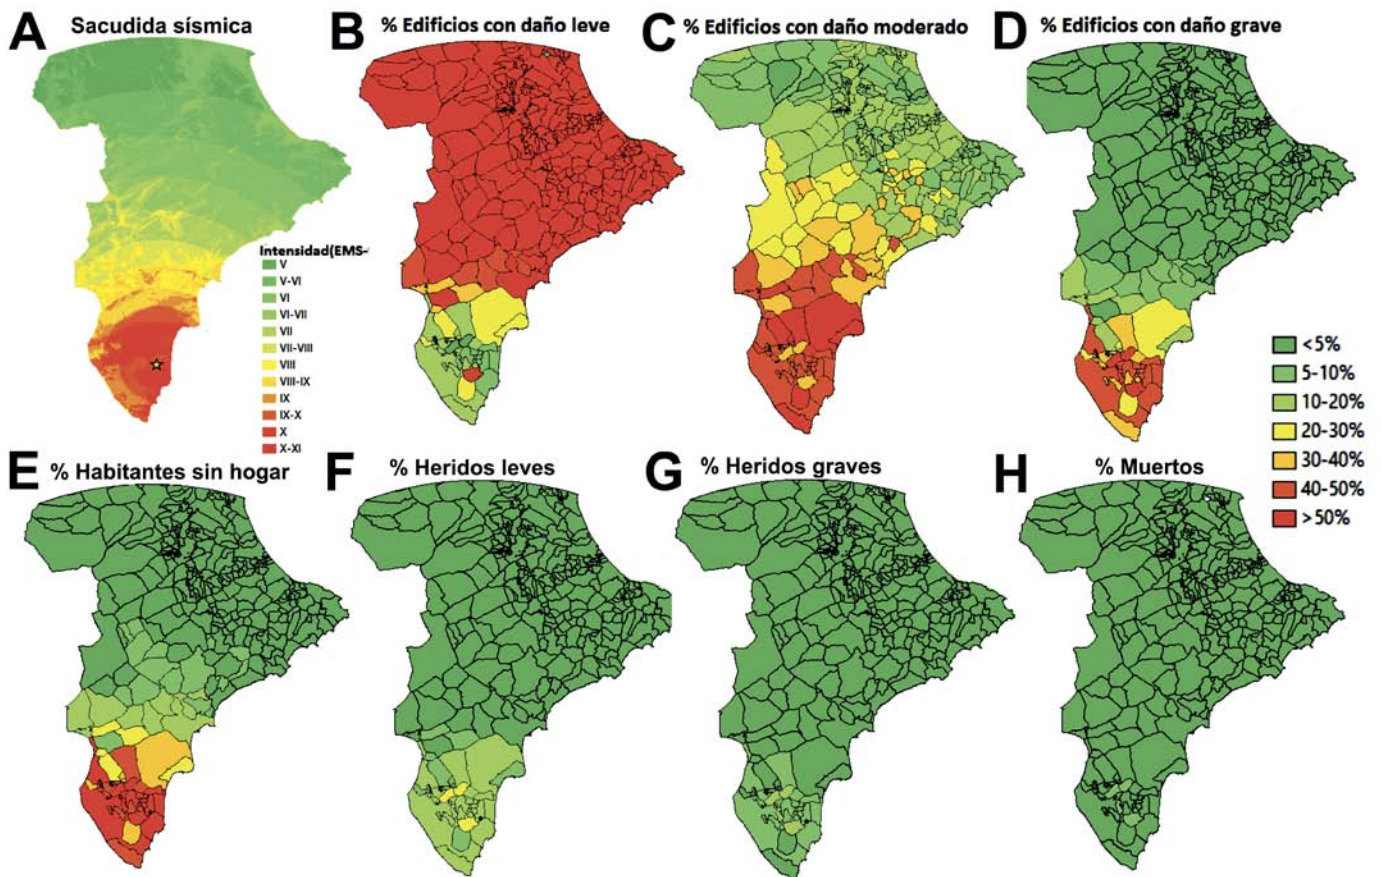 A Sacudida sísmica
B % Edificios con daño leve
C % Edificios con daño moderado
D % Edificios con daño grave
Intensidad(EMS-
V
V-VI
VI
VI-VII
VII
VII-VIII
VIII
VIII-IX
IX
IX-X
X
X-XI
<5%
5-10%
10-20%
20-30%
30-40%
40-50%
>50%
E % Habitantes sin hogar
F % Heridos leves
G % Heridos graves
H % Muertos